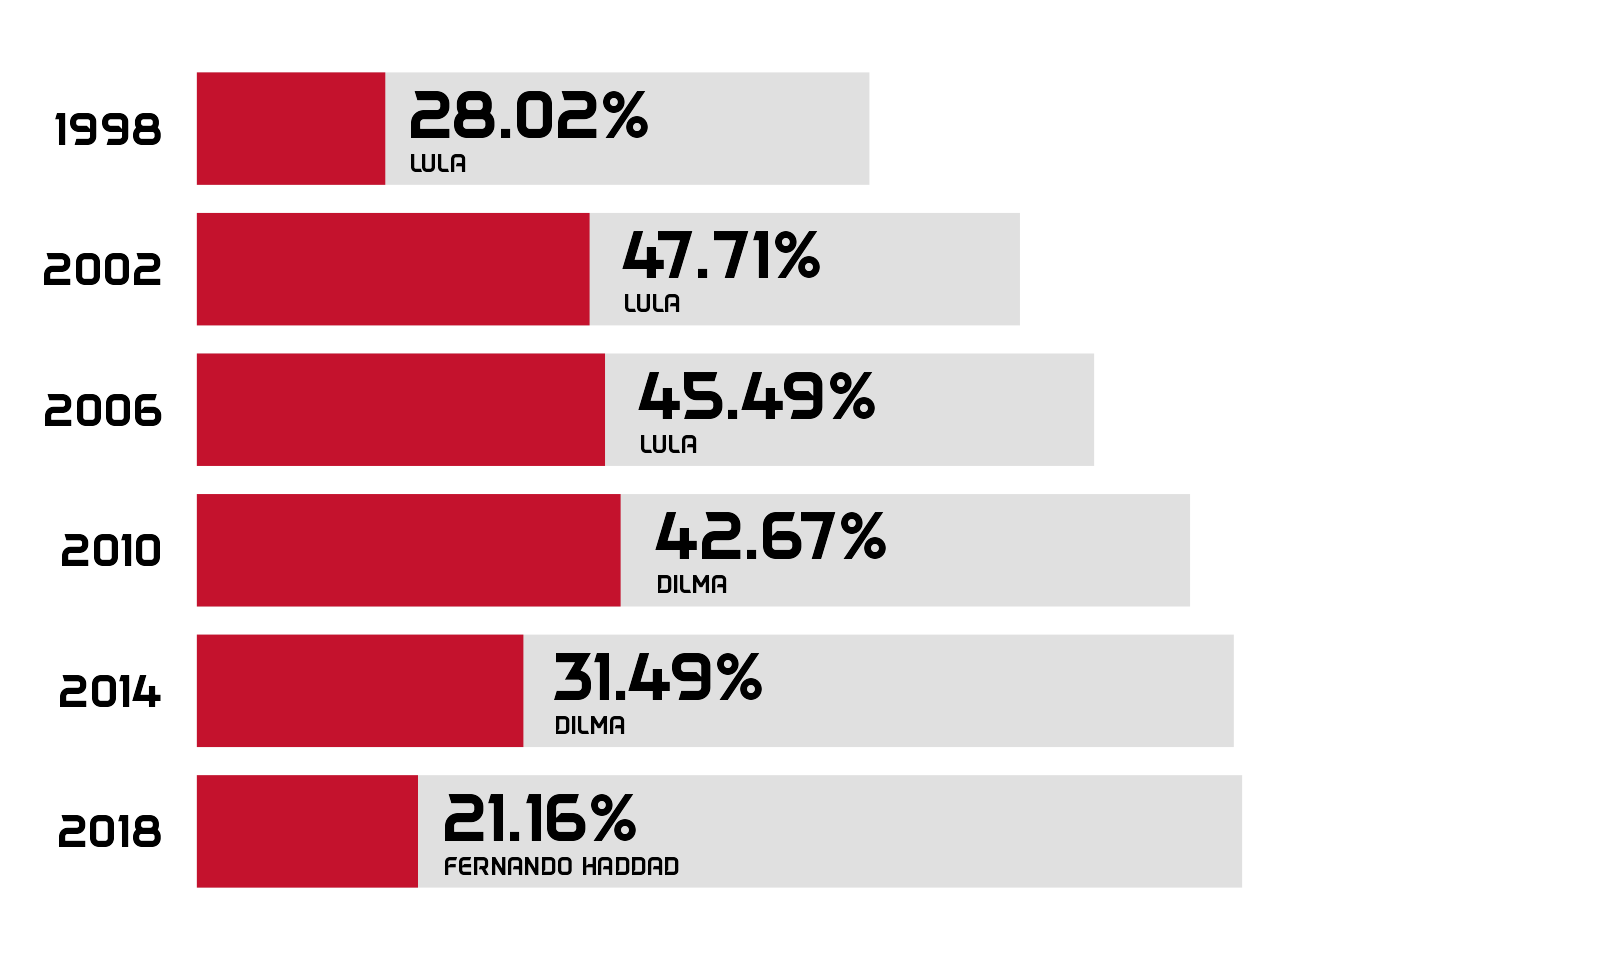 1998
28.02%
LULA
2002
47.71%
LULA
2006
45.49%
LULA
2010
42.67%
DILMA
2014
31.49%
DILMA
2018
21.16%
FERNANDO HADDAD